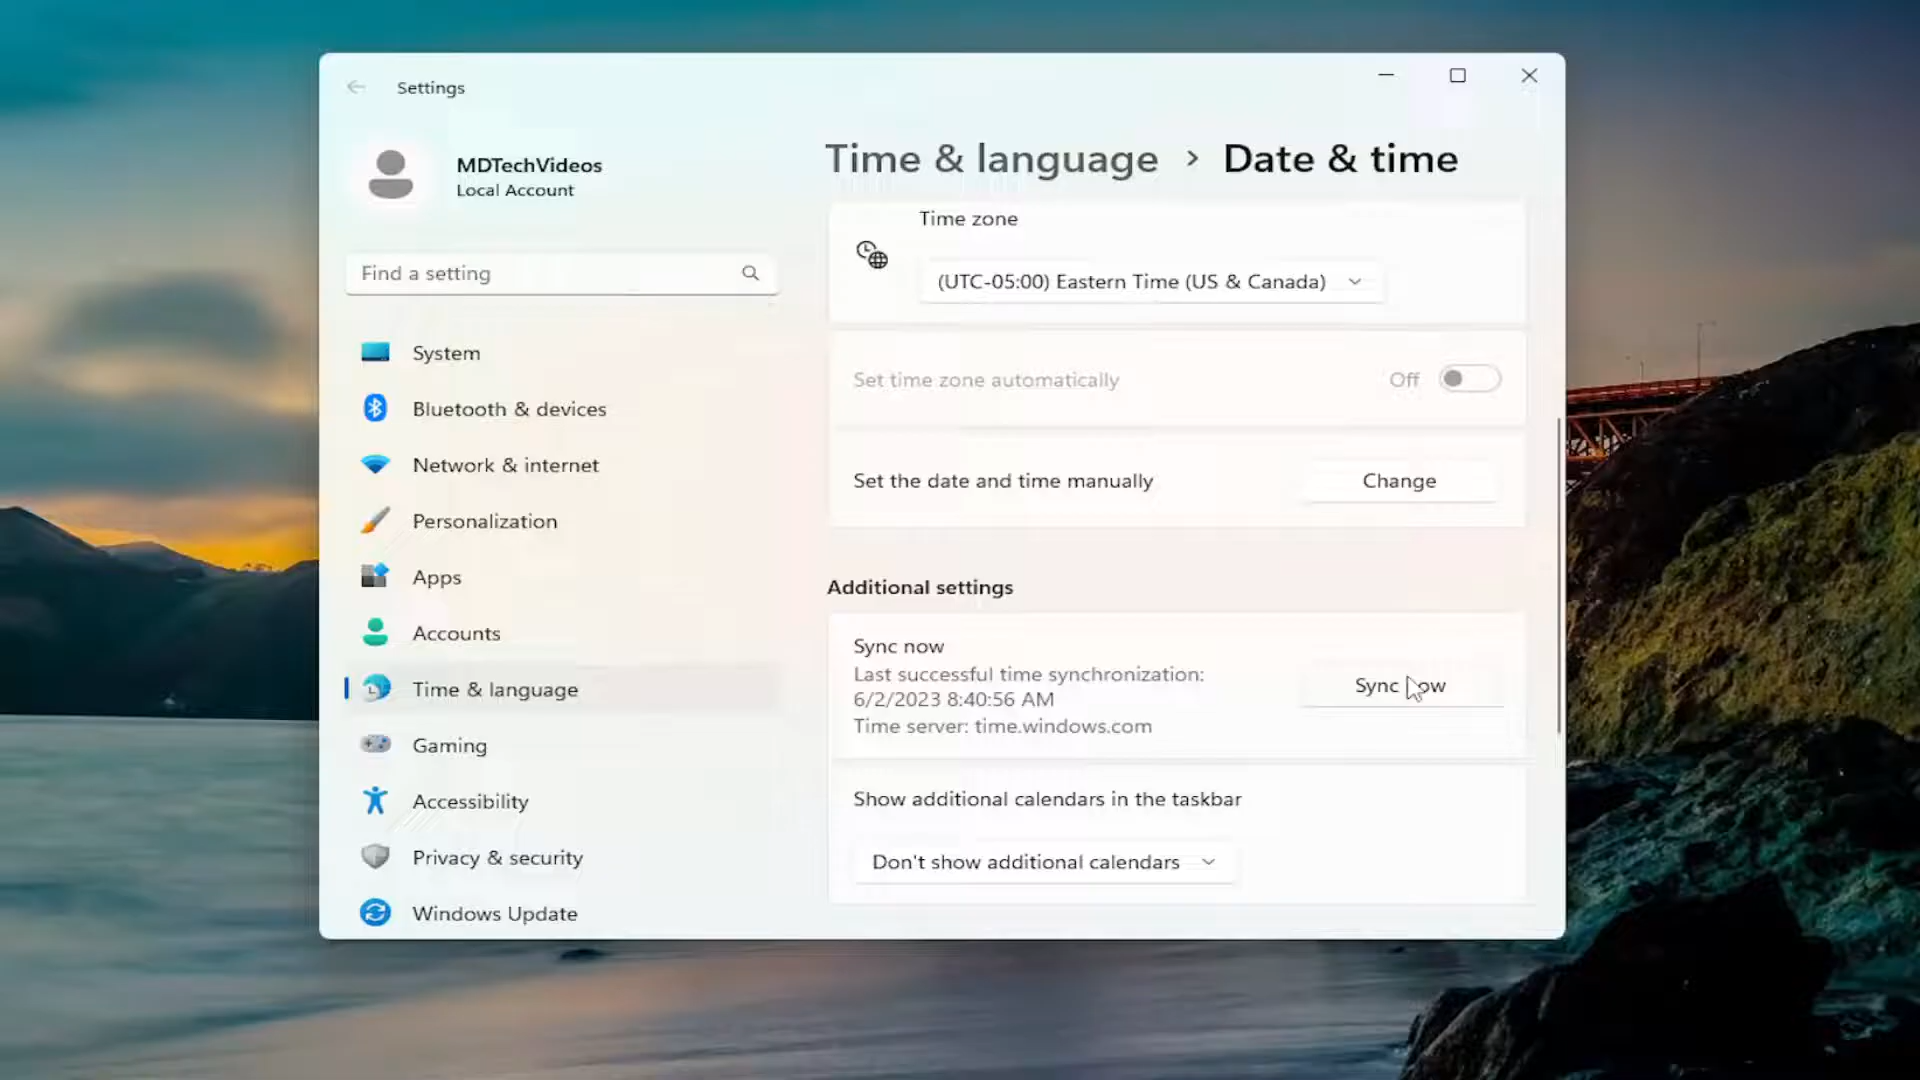 Settings
MDTechVideos
Local Account
Find a setting
System
Bluetooth & devices
Network & internet
Personalization
Apps
Accounts
Time & language
Gaming
Accessibility
Privacy & security
Windows Update
Time & language > Date & time
Time zone
(UTC-05:00) Eastern Time (US & Canada)
Set time zone automatically Off
Set the date and time manually Change
Additional settings
Sync now
Last successful time synchronization:
6/2/2023 8:40:56 AM
Time server: time.windows.com
Sync now
Show additional calendars in the taskbar
Don't show additional calendars